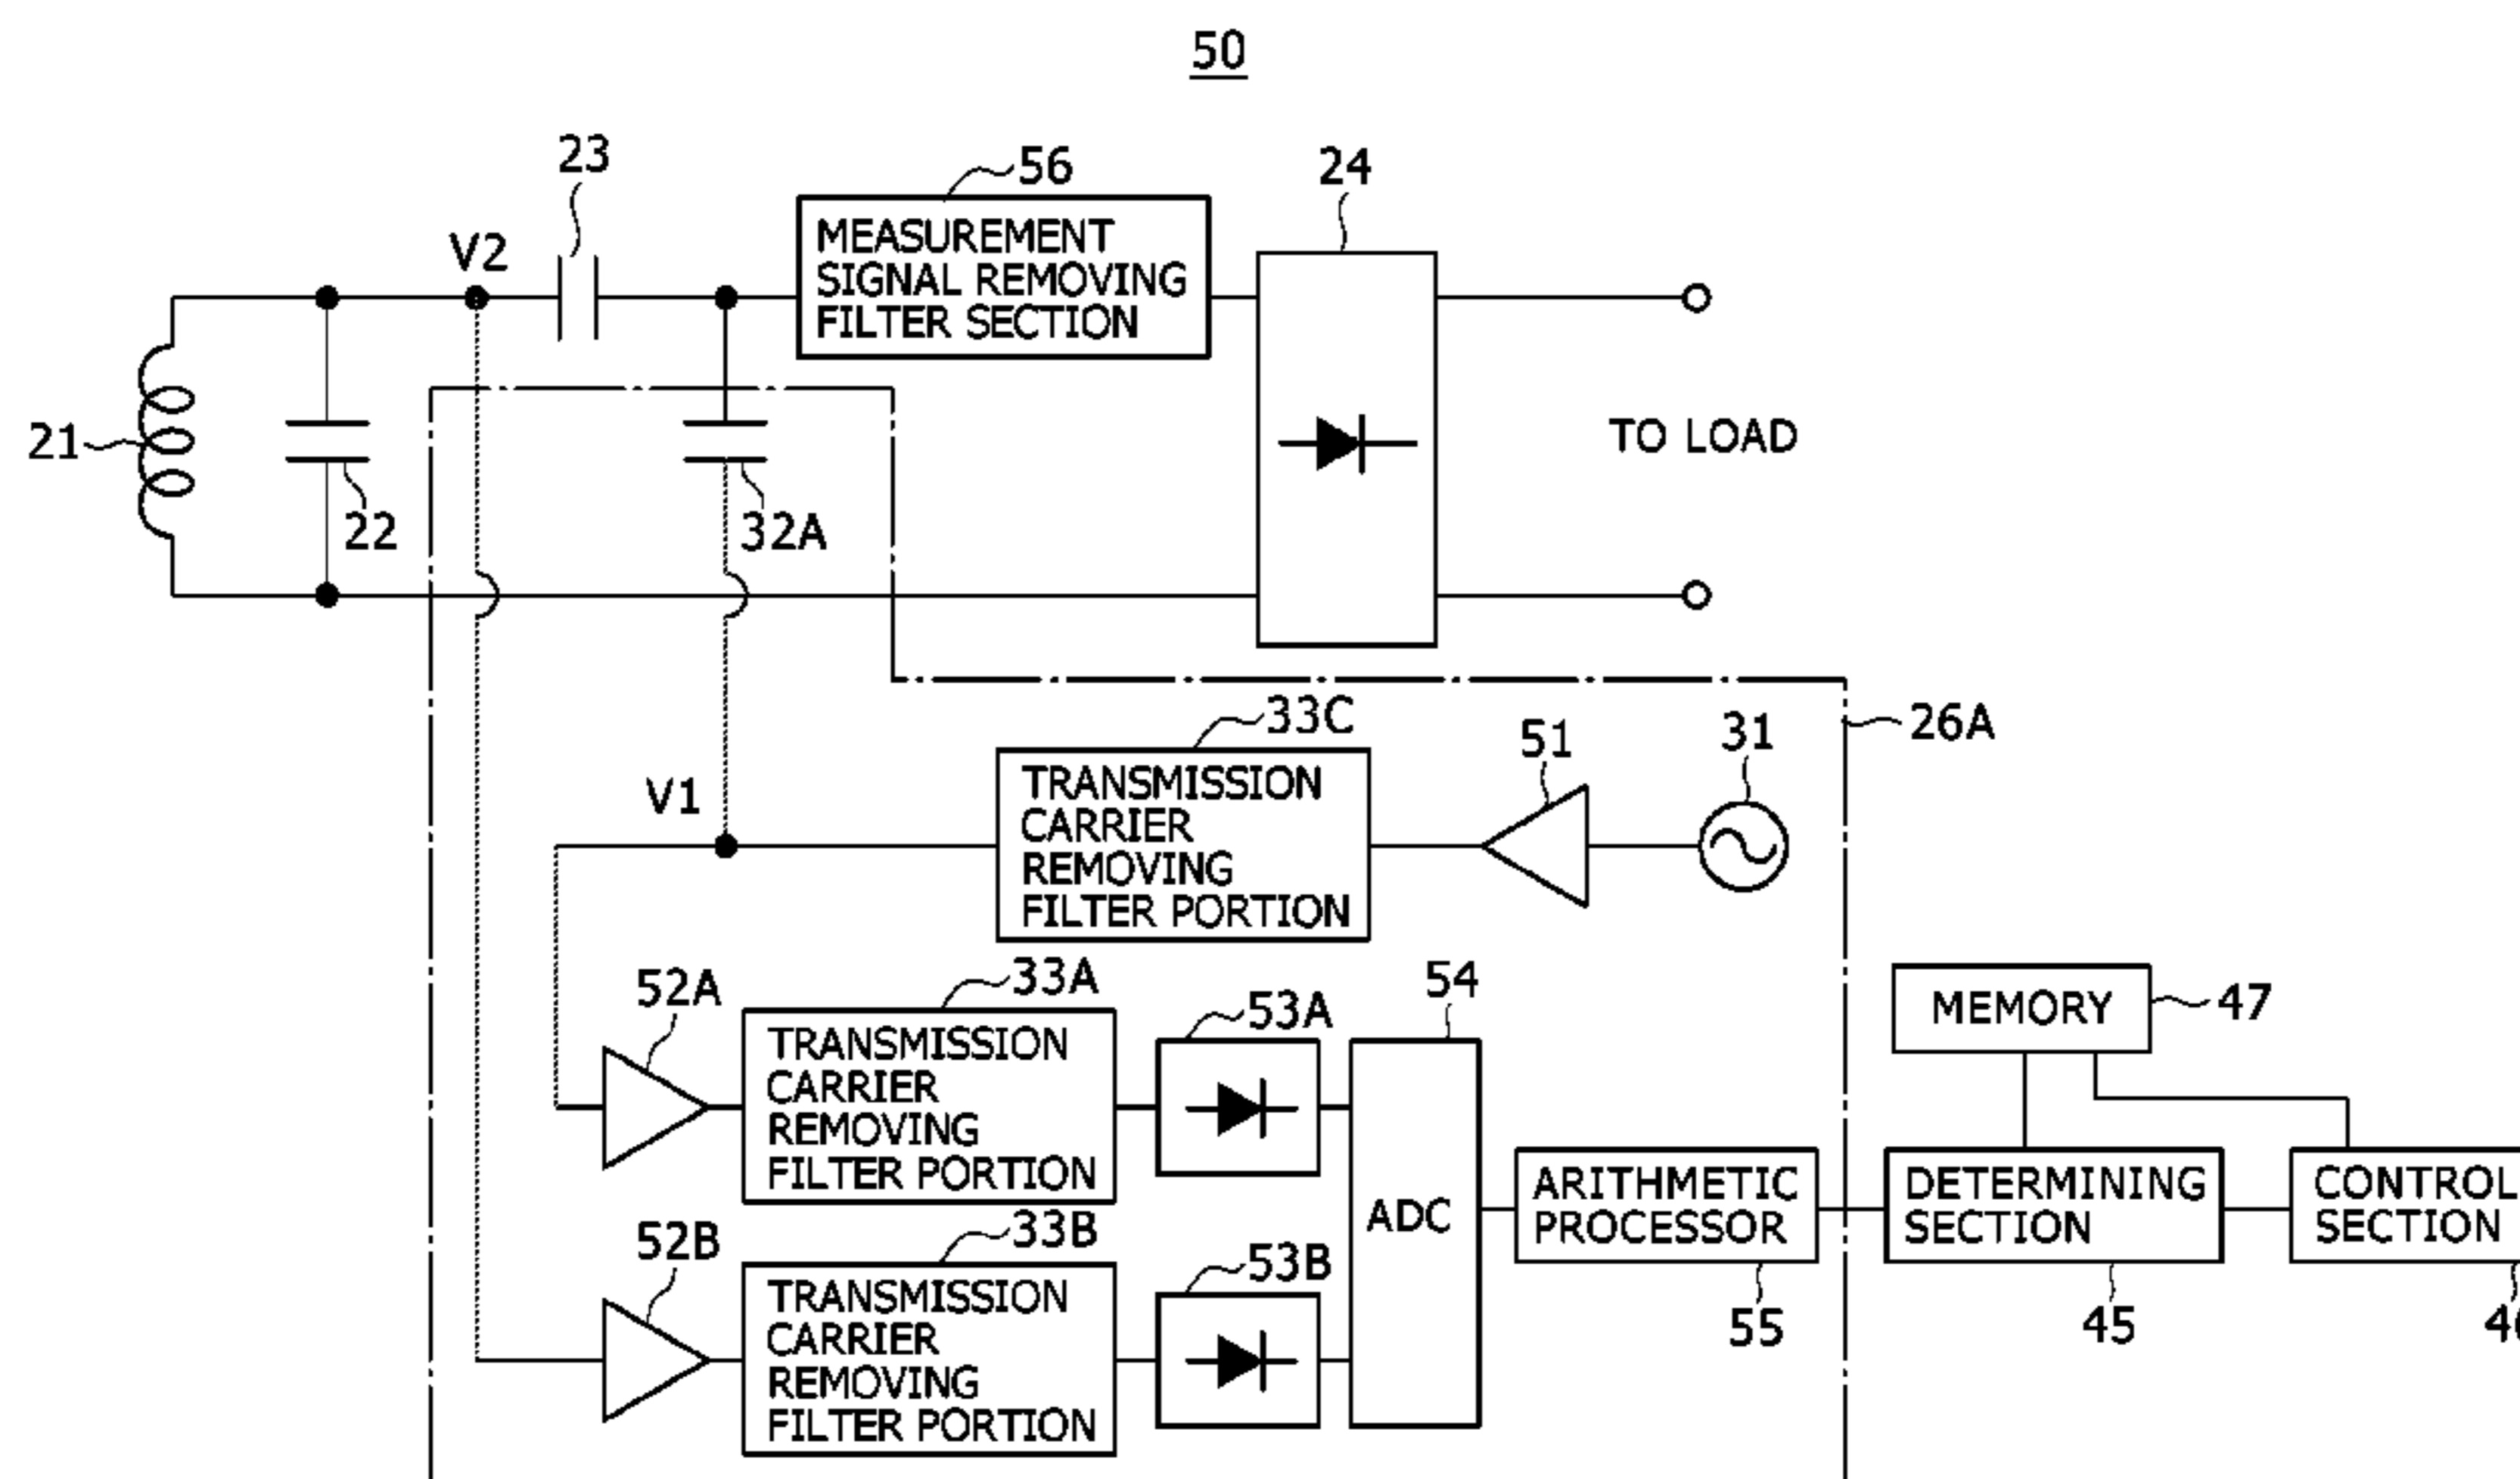 50
23
56
24
V2
MEASUREMENT
SIGNAL REMOVING
FILTER SECTION
21
22
32A
TO LOAD
33C
51
31
26A
V1
TRANSMISSION
CARRIER
REMOVING
FILTER PORTION
52A
33A
53A
54
MEMORY
47
TRANSMISSION
CARRIER
REMOVING
FILTER PORTION
ADC
ARITHMETIC
PROCESSOR
DETERMINING
SECTION
CONTROL
SECTION
52B
33B
53B
55
45
TRANSMISSION
CARRIER
REMOVING
FILTER PORTION